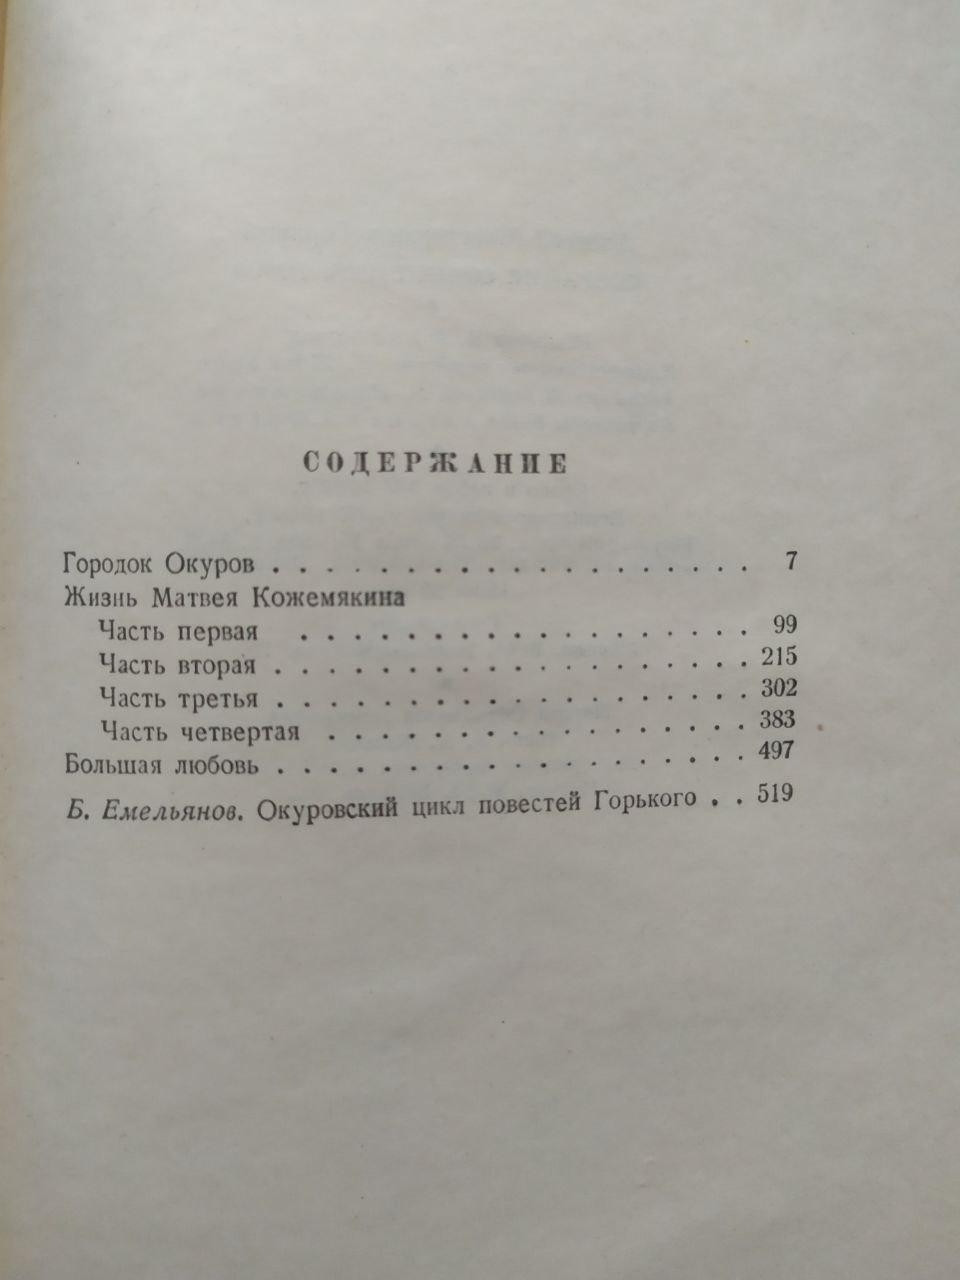 СОДЕРЖАНИЕ
Городок Окуров . . . . . . . . . . . . . . . . . . . 7
Жизнь Матвея Кожемякина
Часть первая . . . . . . . . . . . . . . . . . 99
Часть вторая . . . . . . . . . . . . . . . . . . 215
Часть третья . . . . . . . . . . . . . . . . . . 302
Часть четвертая . . . . . . . . . . . . . . . . 383
Большая любовь . . . . . . . . . . . . . . . . . . 497
Б. Емельянов. Окуровский цикл повестей Горького . . 519